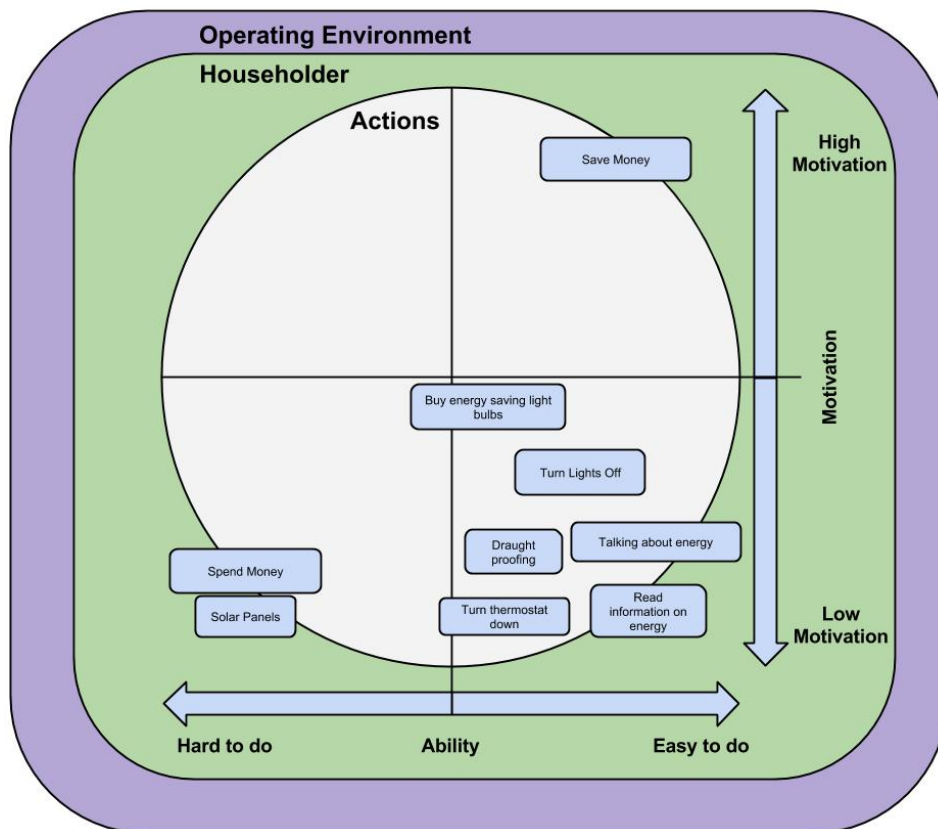 Operating Environment
Householder
Actions
Save Money
High
Motivation
Motivation
Buy energy saving light
bulbs
Turn Lights Off
Draught
proofing
Talking about energy
Spend Money
Solar Panels
Turn thermostat
down
Read
information on
energy
Low
Motivation
Hard to do
Ability
Easy to do